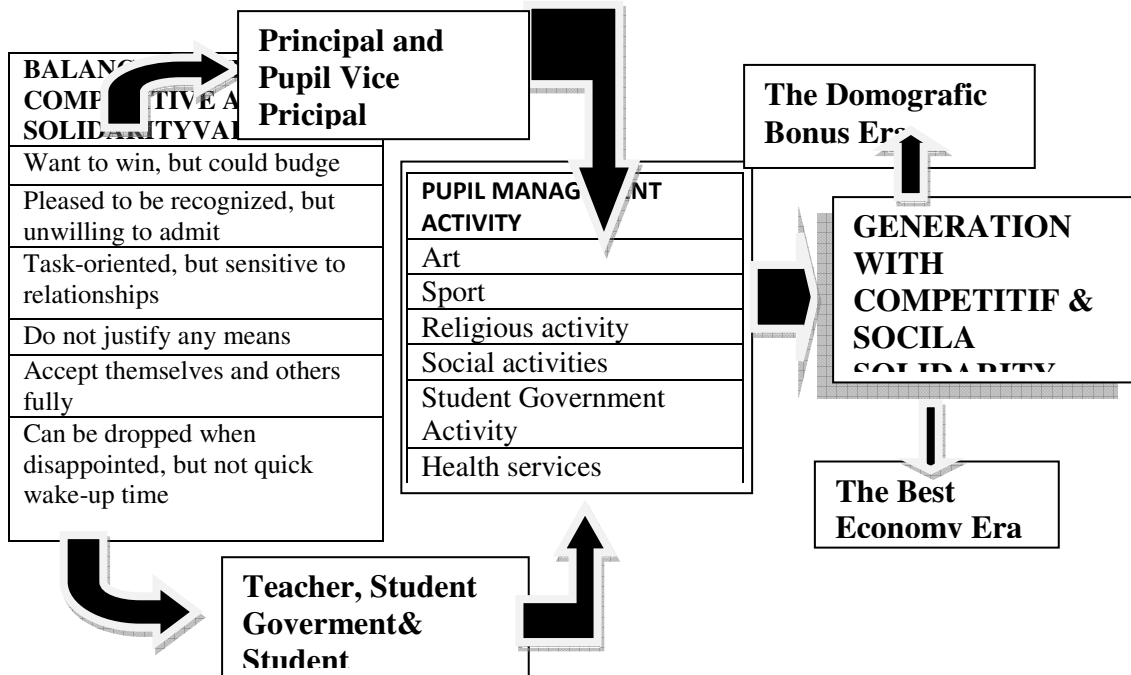 BALANC
COMP TIVE A
SOLIDARITYVAL
Want to win, but could budge
Pleased to be recognized, but
unwilling to admit
Task-oriented, but sensitive to
relationships
Do not justify any means
Accept themselves and others
fully
Can be dropped when
disappointed, but not quick
wake-up time
Principal and
Pupil Vice
Pricipal
PUPIL MANAG NT
ACTIVITY
Art
Sport
Religious activity
Social activities
Student Government
Activity
Health services
Teacher, Student
Goverment&
Student
The Domografic
Bonus Era
GENERATION
WITH
COMPETITIF &
SOCILA
SOLIDARITY
The Best
Economy Era